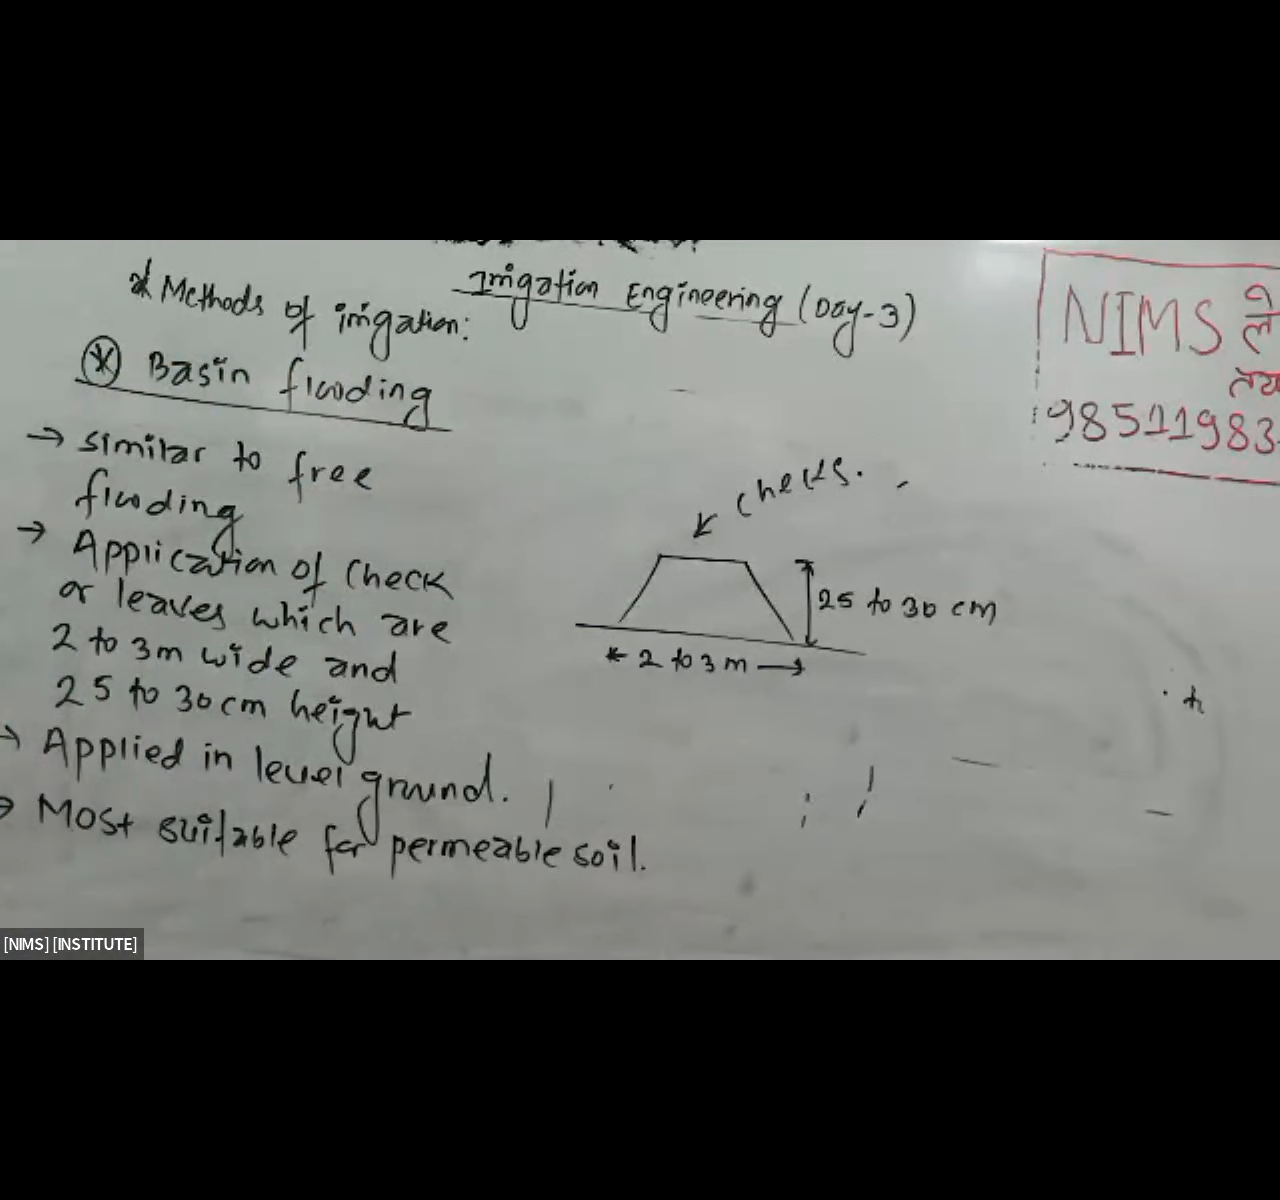 Irrigation Engineering (Day-3)
* Methods of irrigation:
* Basin flooding
→ similar to free
flooding
→ Application of check
or leaves which are
2 to 3m wide and
25 to 30cm height
→ Applied in level ground.
→ Most suitable for permeable soil.
checks.
25 to 30 cm
2 to 3 m
NIMS ले
98511983
[NIMS] [INSTITUTE]